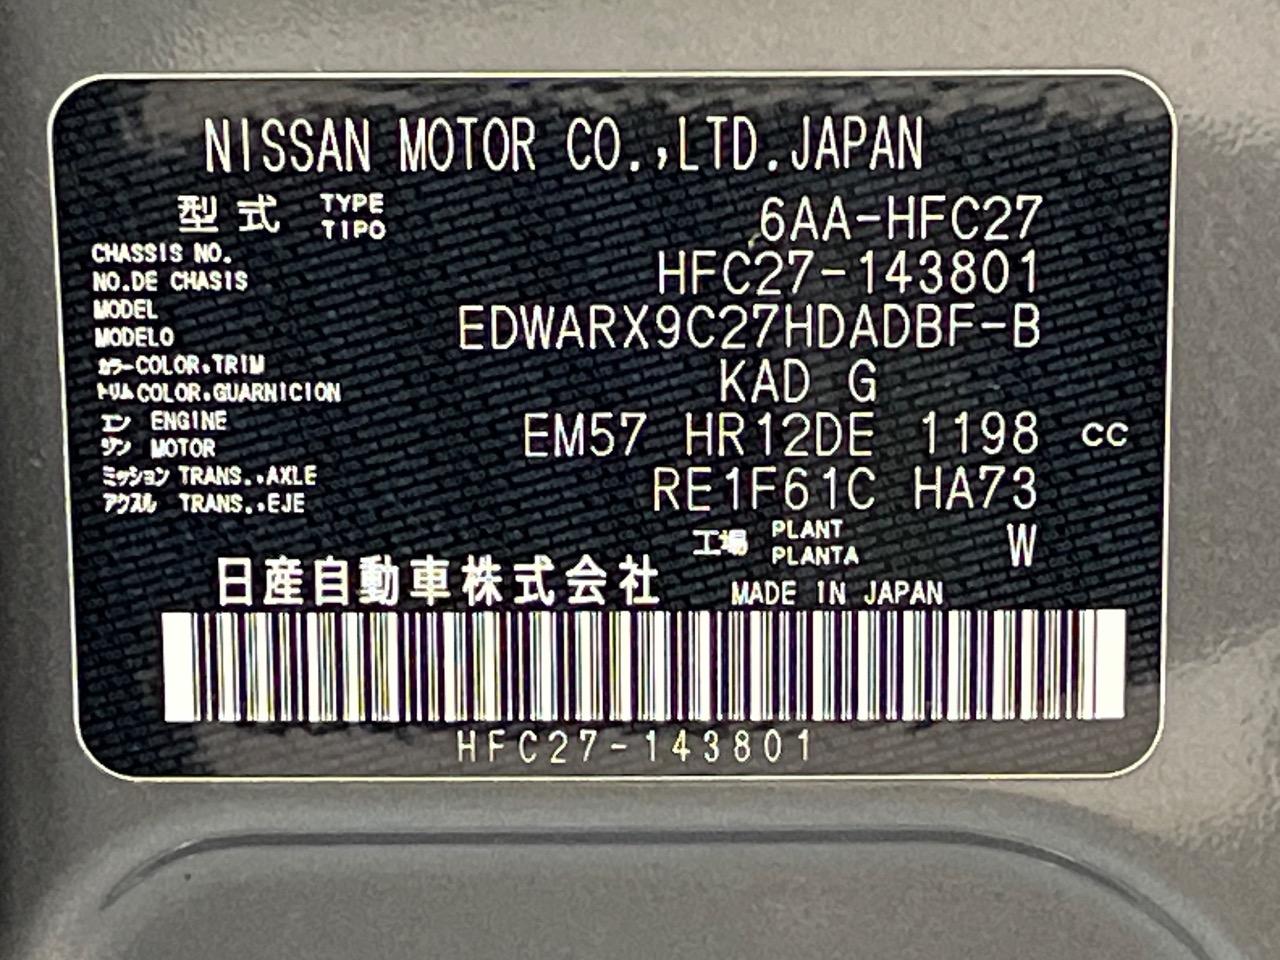 NISSAN MOTOR CO.,LTD.JAPAN
型式 TYPE TIPO 6AA-HFC27
CHASSIS NO. NO.DE CHASIS HFC27-143801
MODEL MODELO EDWARX9C27HDADBF-B
カラー COLOR,TRIM
トリム COLOR,GUARNICION KAD G
エン ENGINE
ジン MOTOR EM57 HR12DE 1198 cc
ミッション TRANS.,AXLE
アクスル TRANS.,EJE RE1F61C HA73
工場 PLANT PLANTA W
日産自動車株式会社 MADE IN JAPAN
HFC27-143801